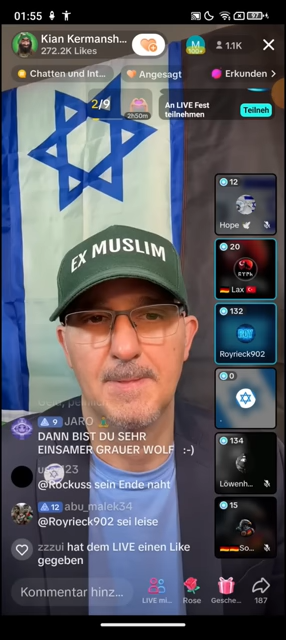 01:55
97
Kian Kermansh...
272.2K Likes
1.1K
Chatten und Int...
Angesagt
Erkunden
2/9
2h50m
An LIVE Fest
teilnehmen
Teilneh
EX MUSLIM
12
Hope
20
Lax
132
Royrieck902
0
134
Löwenh...
15
So...
9 JARO
DANN BIST DU SEHR
EINSAMER GRAUER WOLF :-)
@Rockuss sein Ende naht
12 abu_malek34
@Royrieck902 sei leise
zzzui hat dem LIVE einen Like
gegeben
Kommentar hinz...
LIVE mi...
Rose
Gesche...
187